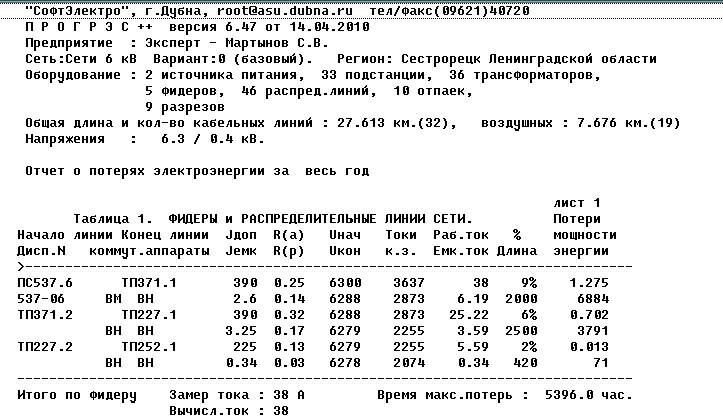 "СофтЭлектро", г.Дубна, root@asu.dubna.ru  тел/факс(09621)40720
П Р О Г Р Э С ++  версия 6.47 от 14.04.2010
Предприятие  : Эксперт - Мартынов С.В.
Сеть:Сети 6 кВ  Вариант:0 (базовый).   Регион: Сестрорецк Ленинградской области
Оборудование : 2 источника питания,  33 подстанции,  36 трансформаторов,
5 фидеров,  46 распред.линий,  10 отпаек,
9 разрезов
Общая длина и кол-во кабельных линий : 27.613 км.(32),   воздушных : 7.676 км.(19)
Напряжения   :   6.3 / 0.4 кВ.
Отчет о потерях электроэнергии за  весь год
лист 1
Таблица 1.  ФИДЕРЫ и РАСПРЕДЕЛИТЕЛЬНЫЕ ЛИНИИ СЕТИ.   Потери
Начало линии Конец линии  Jдоп  R(а)  Uнач  Токи  Раб.ток  %  мощности
Дисп.N  коммут.аппараты  Jемк  R(р)  Uкон  к.з.  Емк.ток Длина  энергии
>------------------------------------------------------------------------------
ПС537.6  ТП371.1  390  0.25  6300  3637  38  9%  1.275
537-06  ВМ  ВН  2.6  0.14  6288  2873  6.19  2000  6884
ТП371.2  ТП227.1  390  0.32  6288  2873  25.22  6%  0.702
ВН  ВН  3.25  0.17  6279  2255  3.59  2500  3791
ТП227.2  ТП252.1  225  0.13  6279  2255  5.59  2%  0.013
ВН  ВН  0.34  0.03  6278  2074  0.34  420  71
-------------------------------------------------------------------------------
Итого по фидеру    Замер тока : 38 А         Время макс.потерь :  5396.0 час.
Вычисл.ток : 38